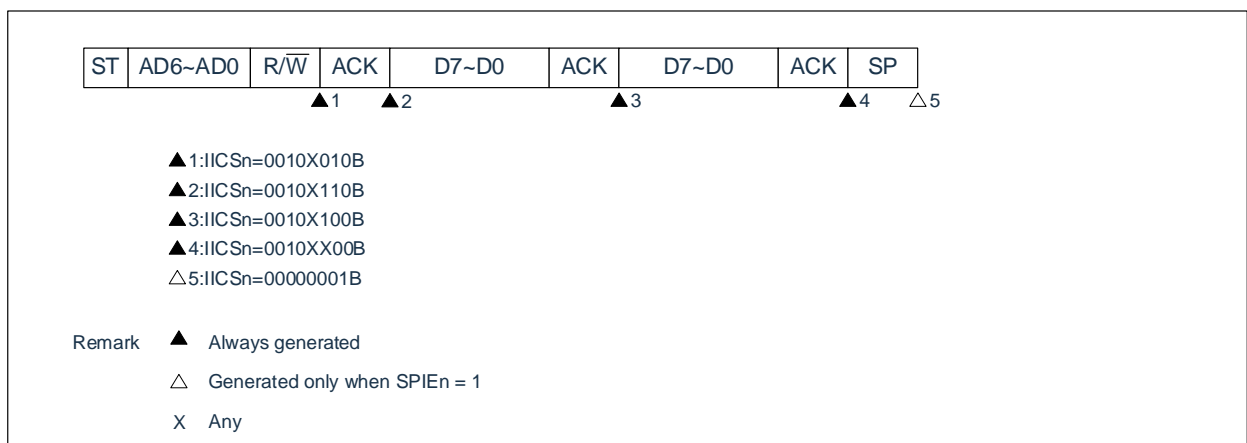 ST AD6~AD0 R/W̅ ACK D7~D0 ACK D7~D0 ACK SP
▲1 ▲2 ▲3 ▲4 △5
▲1:IICSn=0010X010B
▲2:IICSn=0010X110B
▲3:IICSn=0010X100B
▲4:IICSn=0010XX00B
△5:IICSn=00000001B
Remark ▲ Always generated
△ Generated only when SPIEn = 1
X Any